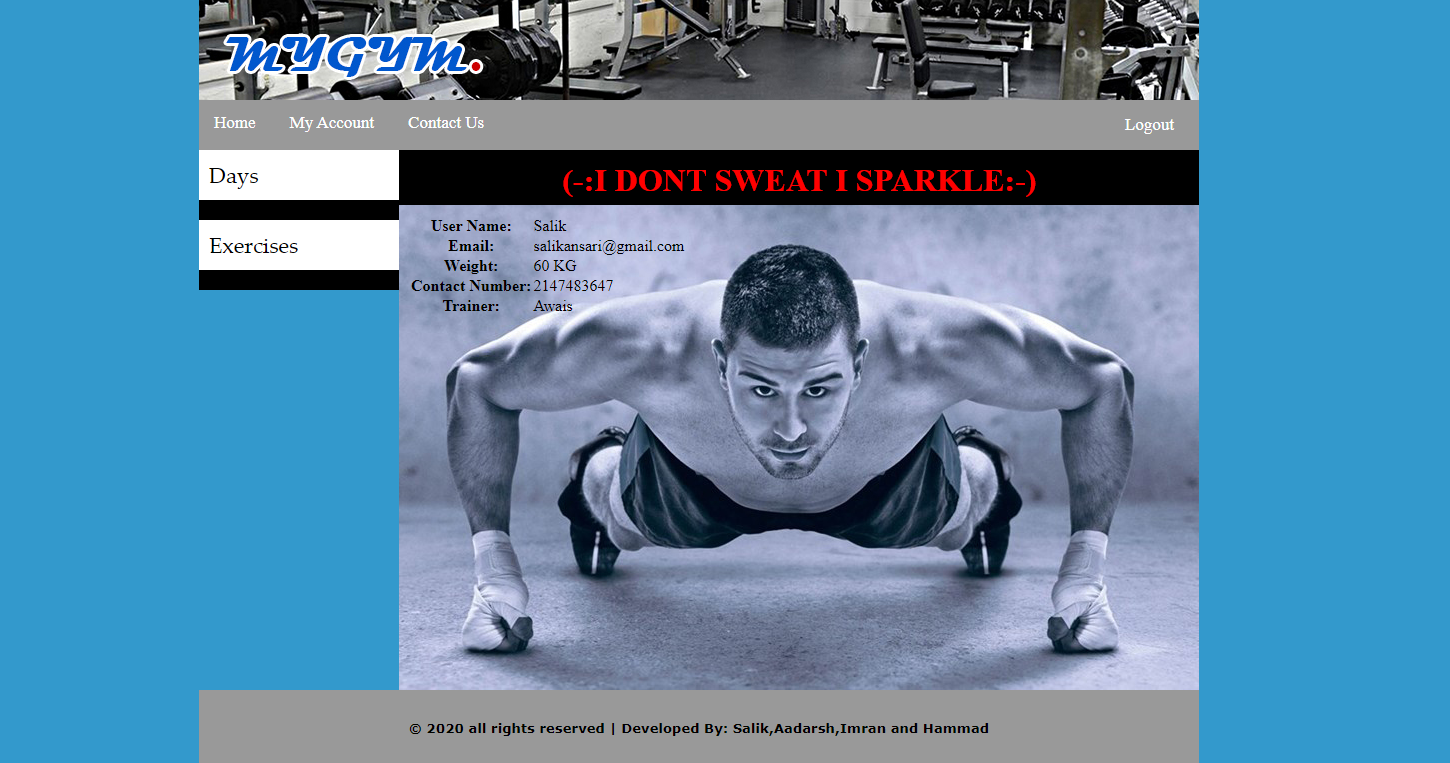 MYGYM.
Home My Account Contact Us Logout
Days
Exercises
(-:I DONT SWEAT I SPARKLE:-)
User Name: Salik
Email: salikansari@gmail.com
Weight: 60 KG
Contact Number: 2147483647
Trainer: Awais
© 2020 all rights reserved | Developed By: Salik,Aadarsh,Imran and Hammad